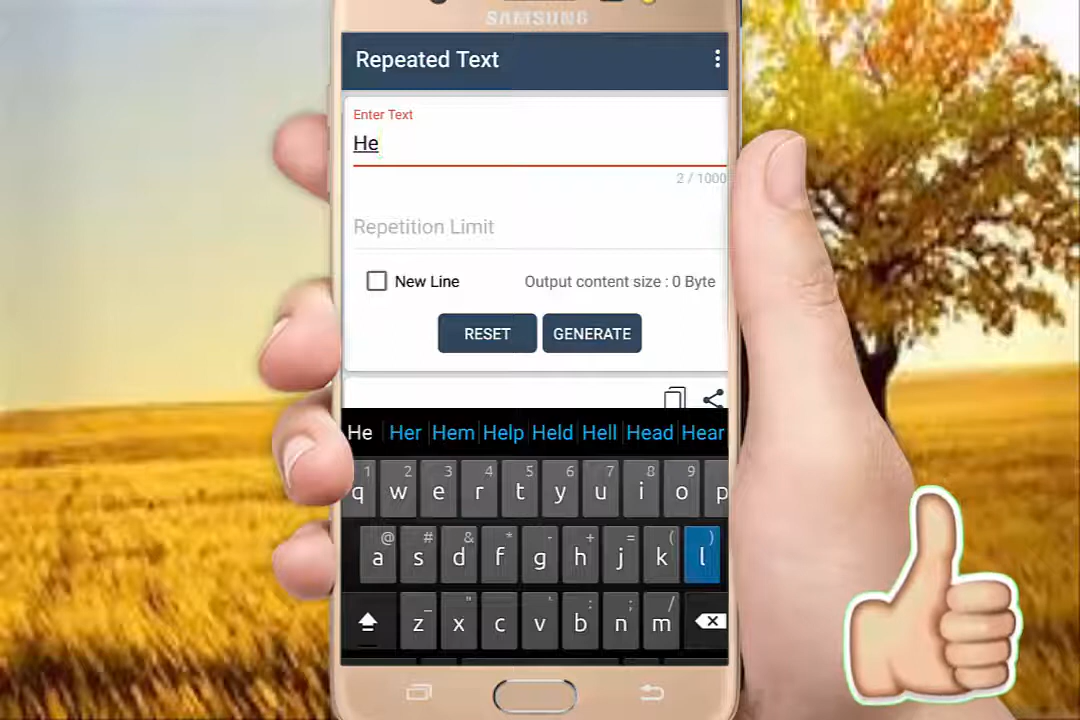 SAMSUNG
Repeated Text
Enter Text
He
2 / 1000
Repetition Limit
New Line
Output content size : 0 Byte
RESET GENERATE
He Her Hem Help Held Hell Head Hear
1 2 3 4 5 6 7 8 9
q w e r t y u i o p
@ # & * - + = ( )
a s d f g h j k l
_ " ' : ; /
z x c v b n m